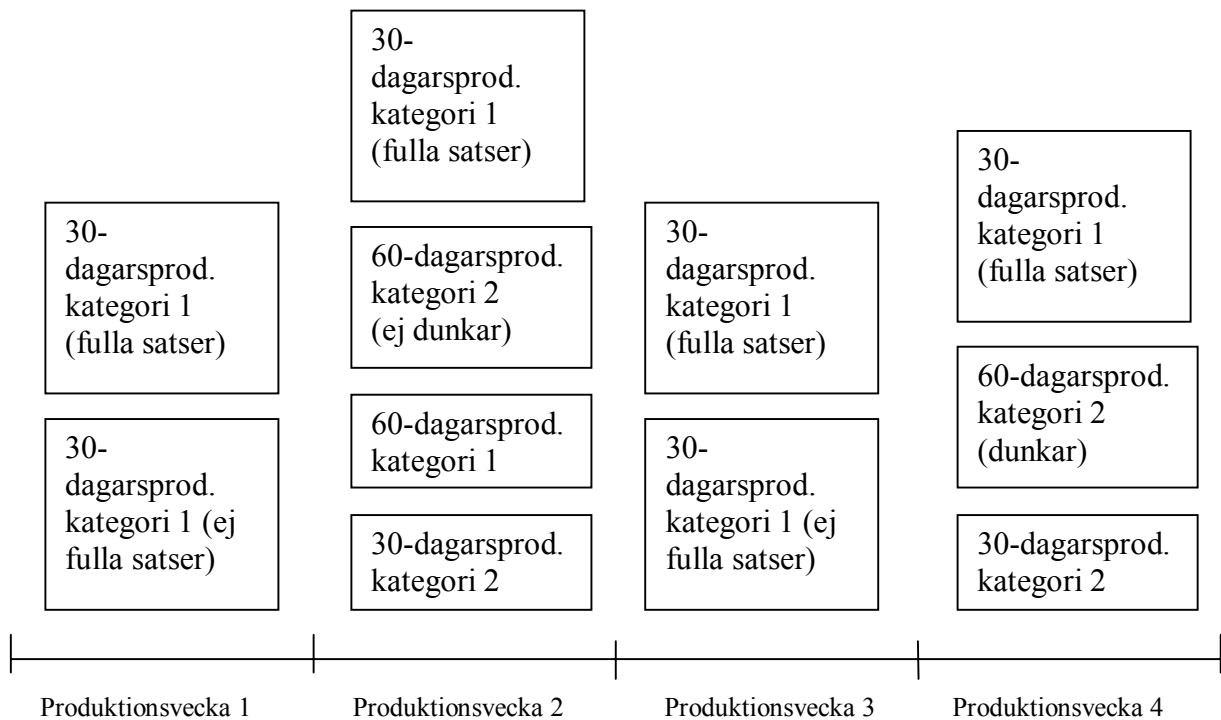 30-
dagarsprod.
kategori 1
(fulla satser)
30-
dagarsprod.
kategori 1 (ej
fulla satser)
30-
dagarsprod.
kategori 1
(fulla satser)
60-dagarsprod.
kategori 2
(ej dunkar)
60-dagarsprod.
kategori 1
30-dagarsprod.
kategori 2
30-
dagarsprod.
kategori 1
(fulla satser)
30-
dagarsprod.
kategori 1 (ej
fulla satser)
30-
dagarsprod.
kategori 1
(fulla satser)
60-dagarsprod.
kategori 2
(dunkar)
30-dagarsprod.
kategori 2
Produktionsvecka 1
Produktionsvecka 2
Produktionsvecka 3
Produktionsvecka 4